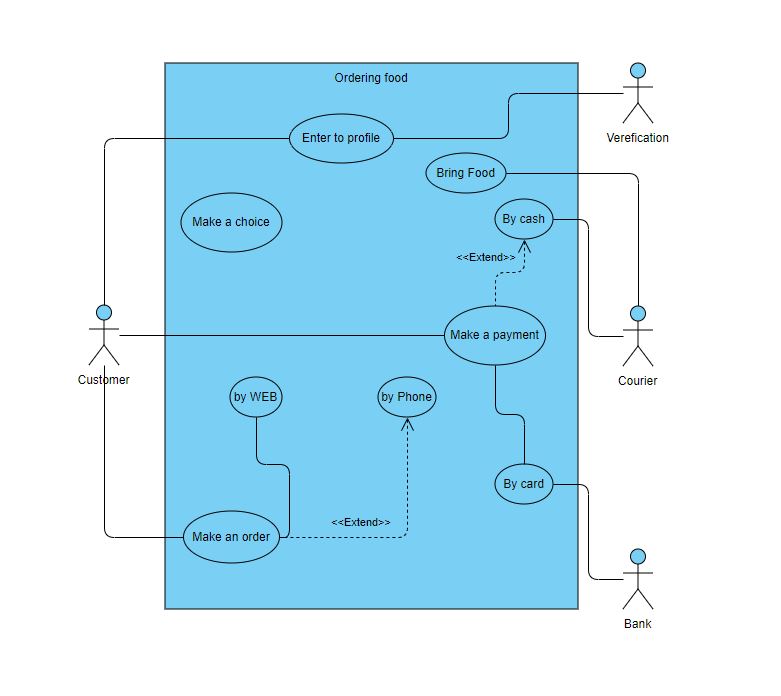 Ordering food
Enter to profile
Verefication
Bring Food
Make a choice
By cash
<<Extend>>
Make a payment
Customer
Courier
by WEB
by Phone
By card
<<Extend>>
Make an order
Bank